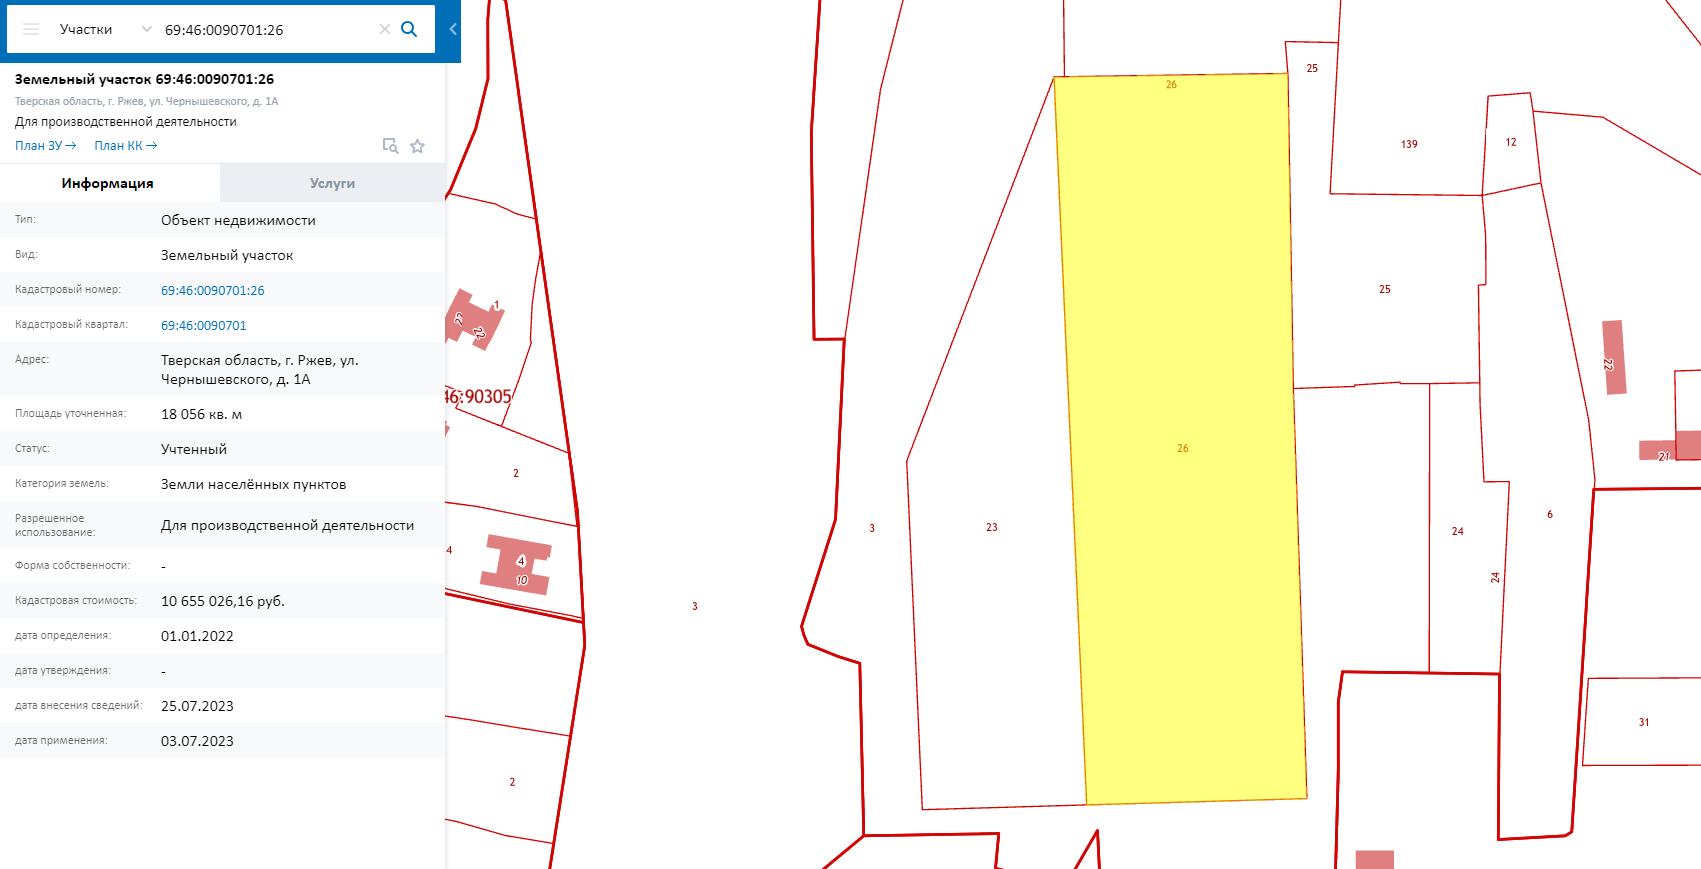 Участки
69:46:0090701:26
Земельный участок 69:46:0090701:26
Тверская область, г. Ржев, ул. Чернышевского, д. 1А
Для производственной деятельности
План ЗУ→ План КК→
Информация Услуги
Тип: Объект недвижимости
Вид: Земельный участок
Кадастровый номер: 69:46:0090701:26
Кадастровый квартал: 69:46:0090701
Адрес: Тверская область, г. Ржев, ул.
Чернышевского, д. 1А
Площадь уточненная: 18 056 кв. м
Статус: Учтенный
Категория земель: Земли населённых пунктов
Разрешенное
использование: Для производственной деятельности
Форма собственности: -
Кадастровая стоимость: 10 655 026,16 руб.
дата определения: 01.01.2022
дата утверждения: -
дата внесения сведений: 25.07.2023
дата применения: 03.07.2023
26
25
139
12
25
1
22
22
46:90305
22
21
26
2
3
23
6
24
24
4
4
10
3
31
2